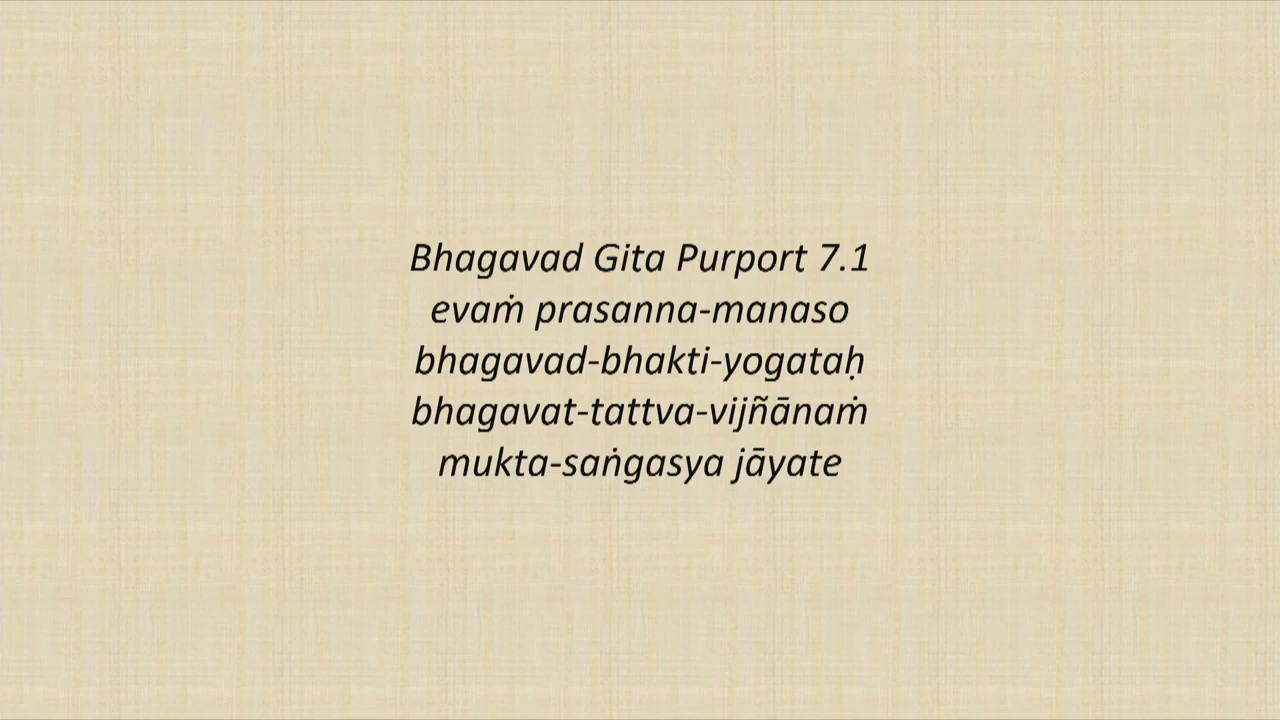 Bhagavad Gita Purport 7.1
evaṁ prasanna-manaso
bhagavad-bhakti-yogataḥ
bhagavat-tattva-vijñānaṁ
mukta-saṅgasya jāyate